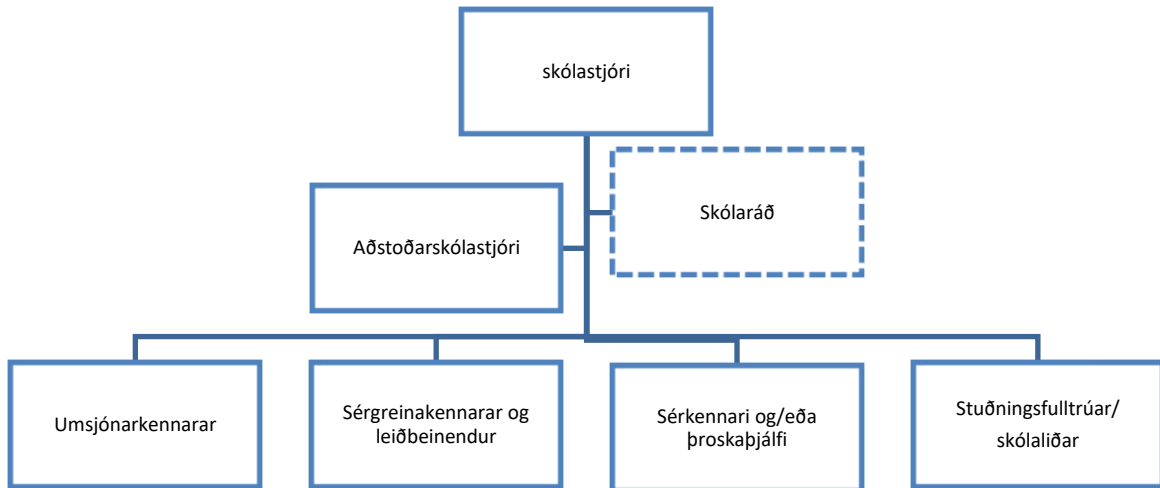 skólastjóri
Skólaráð
Aðstoðarskólastjóri
Umsjónarkennarar
Sérgreinakennarar og
leiðbeinendur
Sérkennari og/eða
þroskaþjálfi
Stuðningsfulltrúar/
skólaliðar